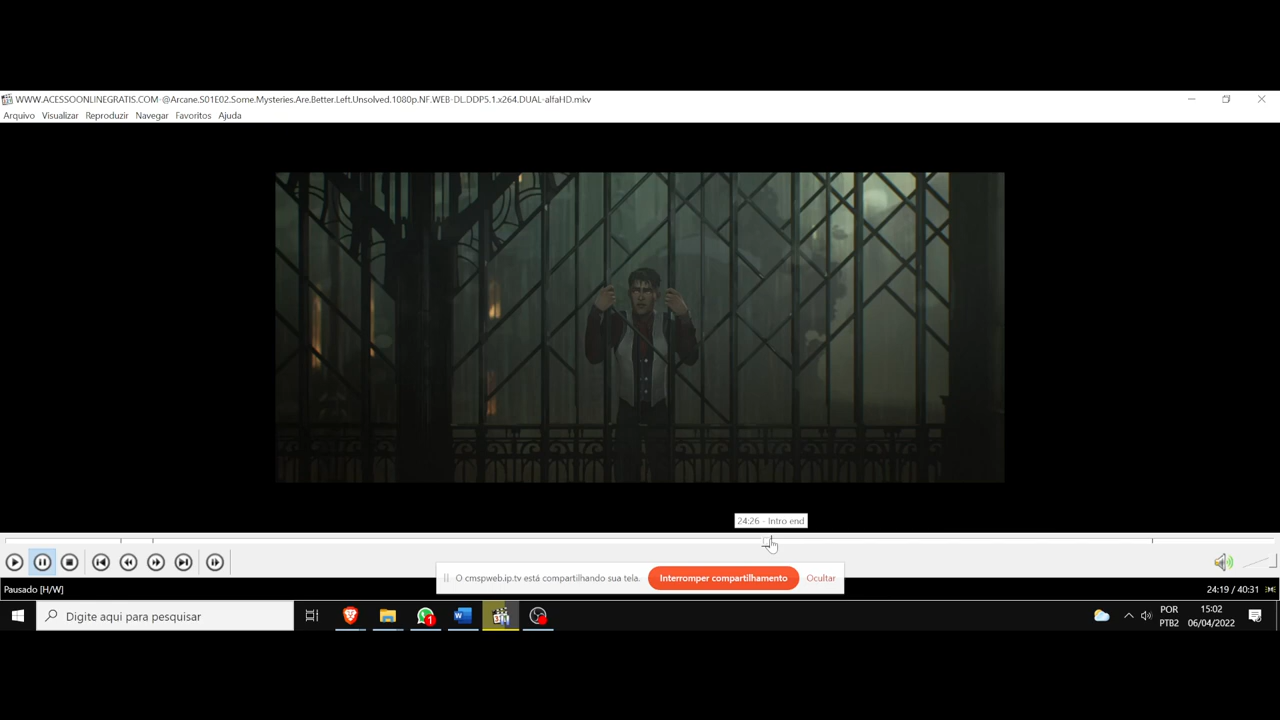 WWW.ACESSOONLINEGRATIS.COM-@Arcane.S01E02.Some.Mysteries.Are.Better.Left.Unsolved.1080p.NF.WEB-DL.DDP5.1.x264.DUAL-alfaHD.mkv
Arquivo Visualizar Reproduzir Navegar Favoritos Ajuda
24:26 - Intro end
O cmspweb.ip.tv está compartilhando sua tela. Interromper compartilhamento Ocultar
Pausado [H/W] 24:19 / 40:31
Digite aqui para pesquisar
1
POR 15:02
PTB2 06/04/2022